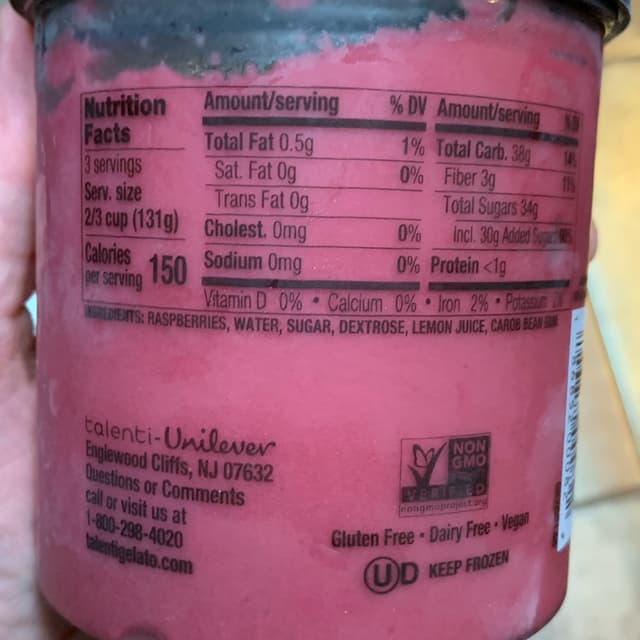 Nutrition Facts
3 servings
Serv. size
2/3 cup (131g)
Calories per serving 150
Amount/serving % DV
Total Fat 0.5g 1%
Sat. Fat 0g 0%
Trans Fat 0g
Cholest. 0mg 0%
Sodium 0mg 0%
Amount/serving
Total Carb. 38g 14%
Fiber 3g 11%
Total Sugars 34g
Incl. 30g Added Sugars
Protein <1g
Vitamin D 0% • Calcium 0% • Iron 2% • Potassium
INGREDIENTS: RASPBERRIES, WATER, SUGAR, DEXTROSE, LEMON JUICE, CAROB BEAN GUM
talenti-Unilever
Englewood Cliffs, NJ 07632
Questions or Comments
call or visit us at
1-800-298-4020
talentigelato.com
NON
GMO
VERIFIED
nongmoproject.org
Gluten Free • Dairy Free • Vegan
UD KEEP FROZEN